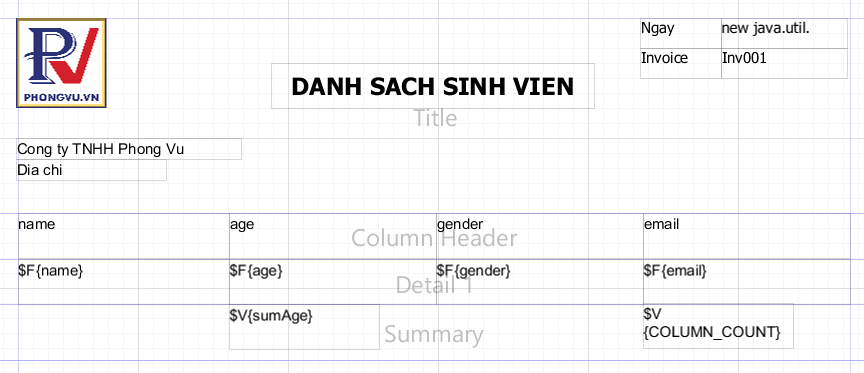 PHONGVU.VN
Ngay new java.util.
Invoice Inv001
DANH SACH SINH VIEN
Title
Cong ty TNHH Phong Vu
Dia chi
name age gender email
Column Header
$F{name} $F{age} $F{gender} $F{email}
Detail 1
$V{sumAge} $V
{COLUMN_COUNT}
Summary